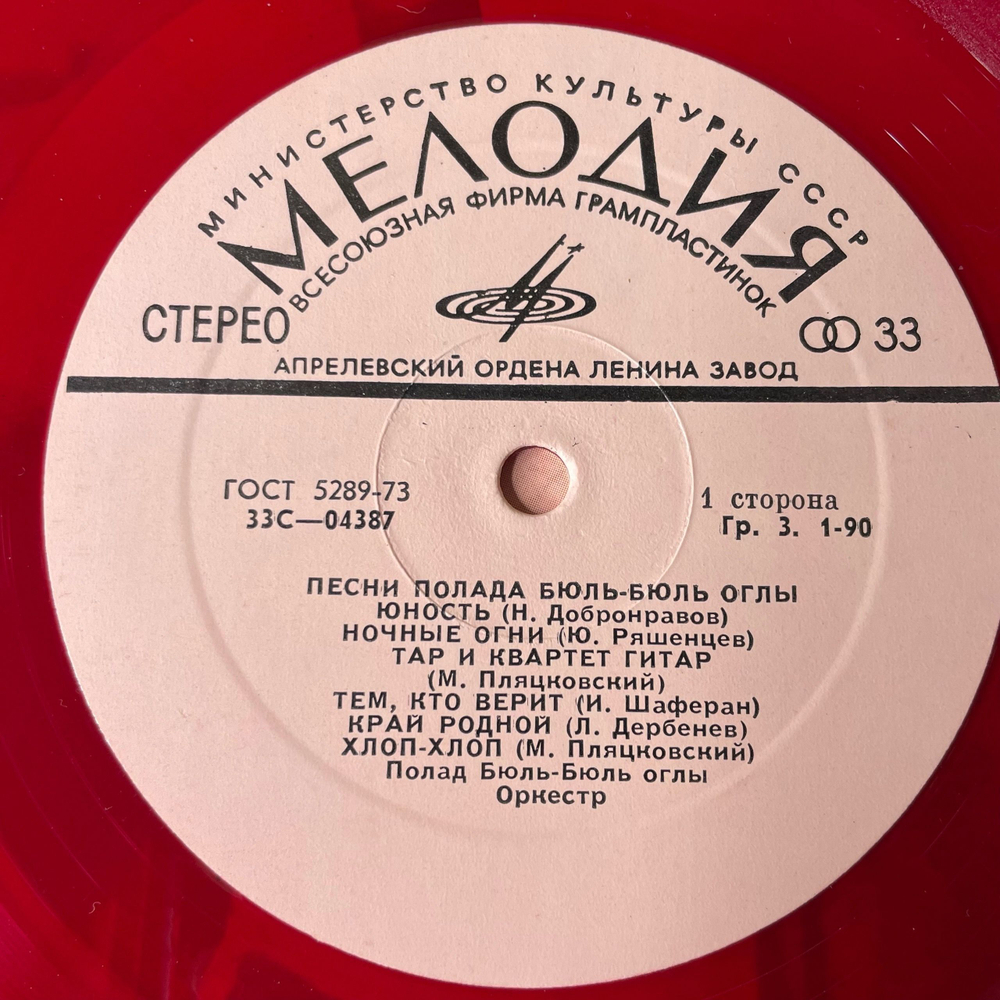 МИНИСТЕРСТВО КУЛЬТУРЫ СССР
МЕЛОДИЯ
ВСЕСОЮЗНАЯ ФИРМА ГРАМПЛАСТИНОК
СТЕРЕО
33
АПРЕЛЕВСКИЙ ОРДЕНА ЛЕНИНА ЗАВОД
ГОСТ 5289-73
33С—04387
1 сторона
Гр. 3. 1-90
ПЕСНИ ПОЛАДА БЮЛЬ-БЮЛЬ ОГЛЫ
ЮНОСТЬ (Н. Добронравов)
НОЧНЫЕ ОГНИ (Ю. Ряшенцев)
ТАР И КВАРТЕТ ГИТАР
(М. Пляцковский)
ТЕМ, КТО ВЕРИТ (И. Шаферан)
КРАЙ РОДНОЙ (Л. Дербенев)
ХЛОП-ХЛОП (М. Пляцковский)
Полад Бюль-Бюль оглы
Оркестр